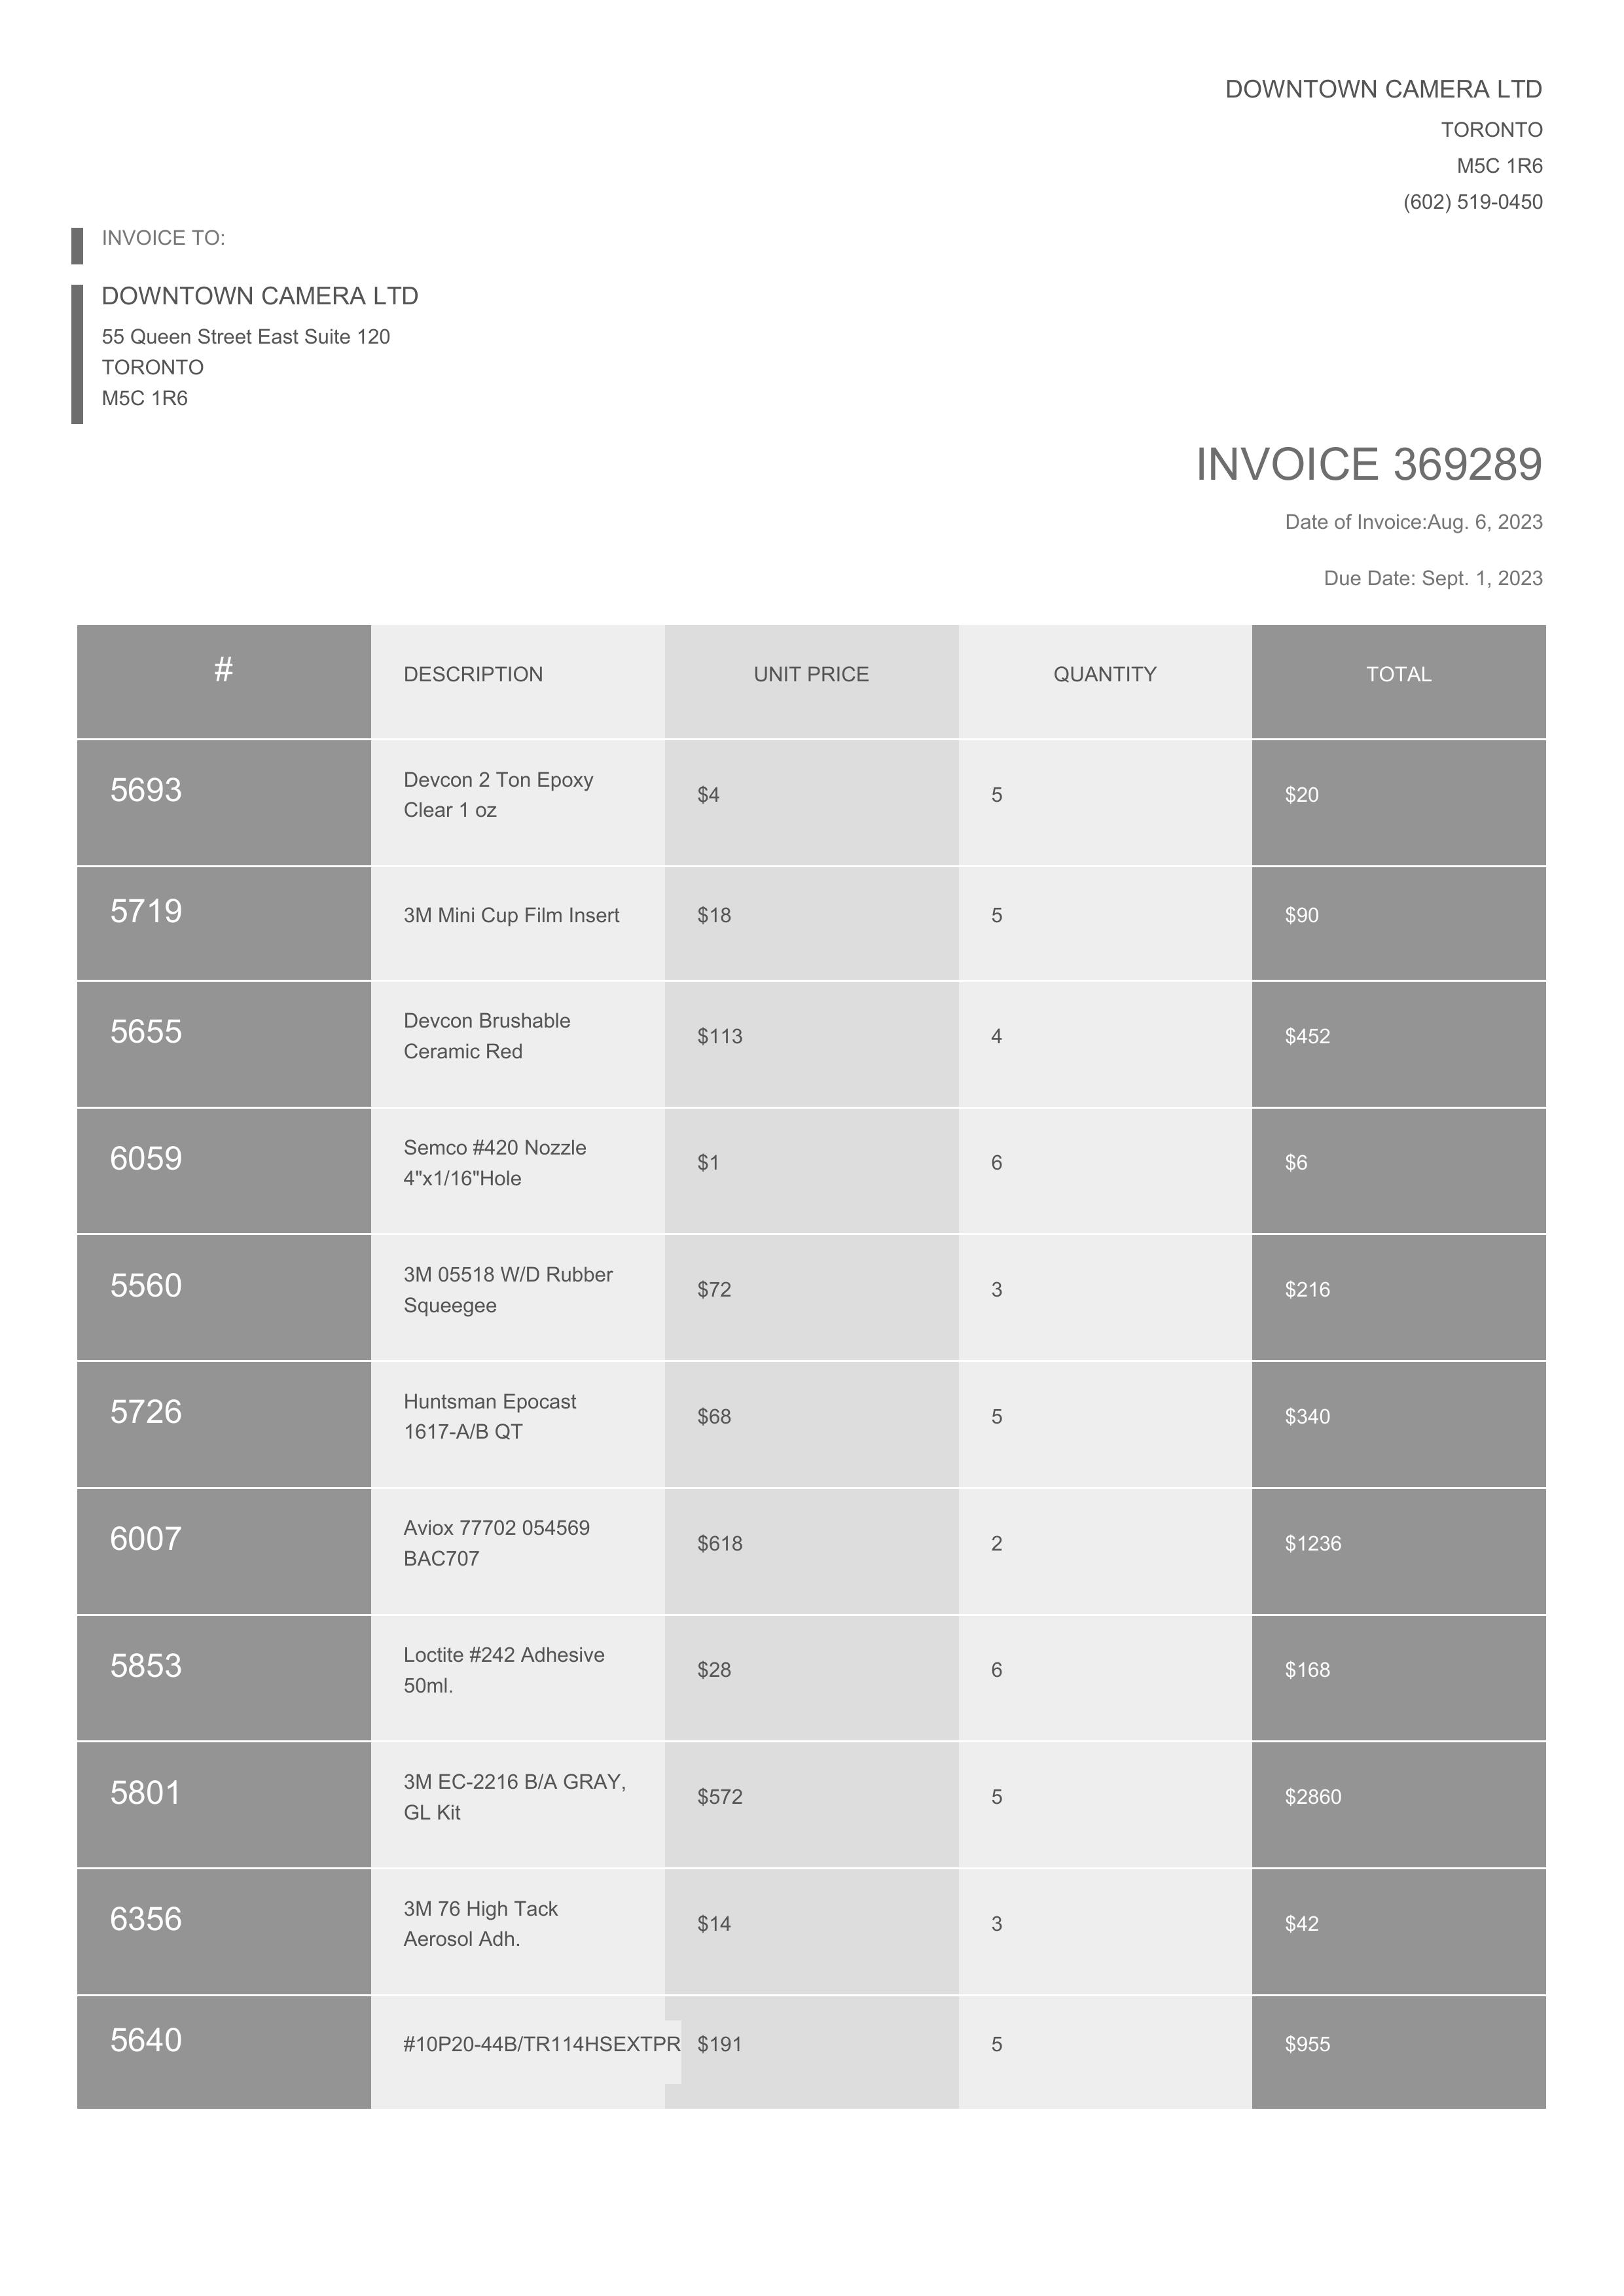 DOWNTOWN CAMERA LTD
TORONTO
M5C 1R6
(602) 519-0450
INVOICE TO:
DOWNTOWN CAMERA LTD
55 Queen Street East Suite 120
TORONTO
M5C 1R6
INVOICE 369289
Date of Invoice:Aug. 6, 2023
Due Date: Sept. 1, 2023
# DESCRIPTION UNIT PRICE QUANTITY TOTAL
5693 Devcon 2 Ton Epoxy
Clear 1 oz $4 5 $20
5719 3M Mini Cup Film Insert $18 5 $90
5655 Devcon Brushable
Ceramic Red $113 4 $452
6059 Semco #420 Nozzle
4"x1/16"Hole $1 6 $6
5560 3M 05518 W/D Rubber
Squeegee $72 3 $216
5726 Huntsman Epocast
1617-A/B QT $68 5 $340
6007 Aviox 77702 054569
BAC707 $618 2 $1236
5853 Loctite #242 Adhesive
50ml. $28 6 $168
5801 3M EC-2216 B/A GRAY,
GL Kit $572 5 $2860
6356 3M 76 High Tack
Aerosol Adh. $14 3 $42
5640 #10P20-44B/TR114HSEXTPR $191 5 $955